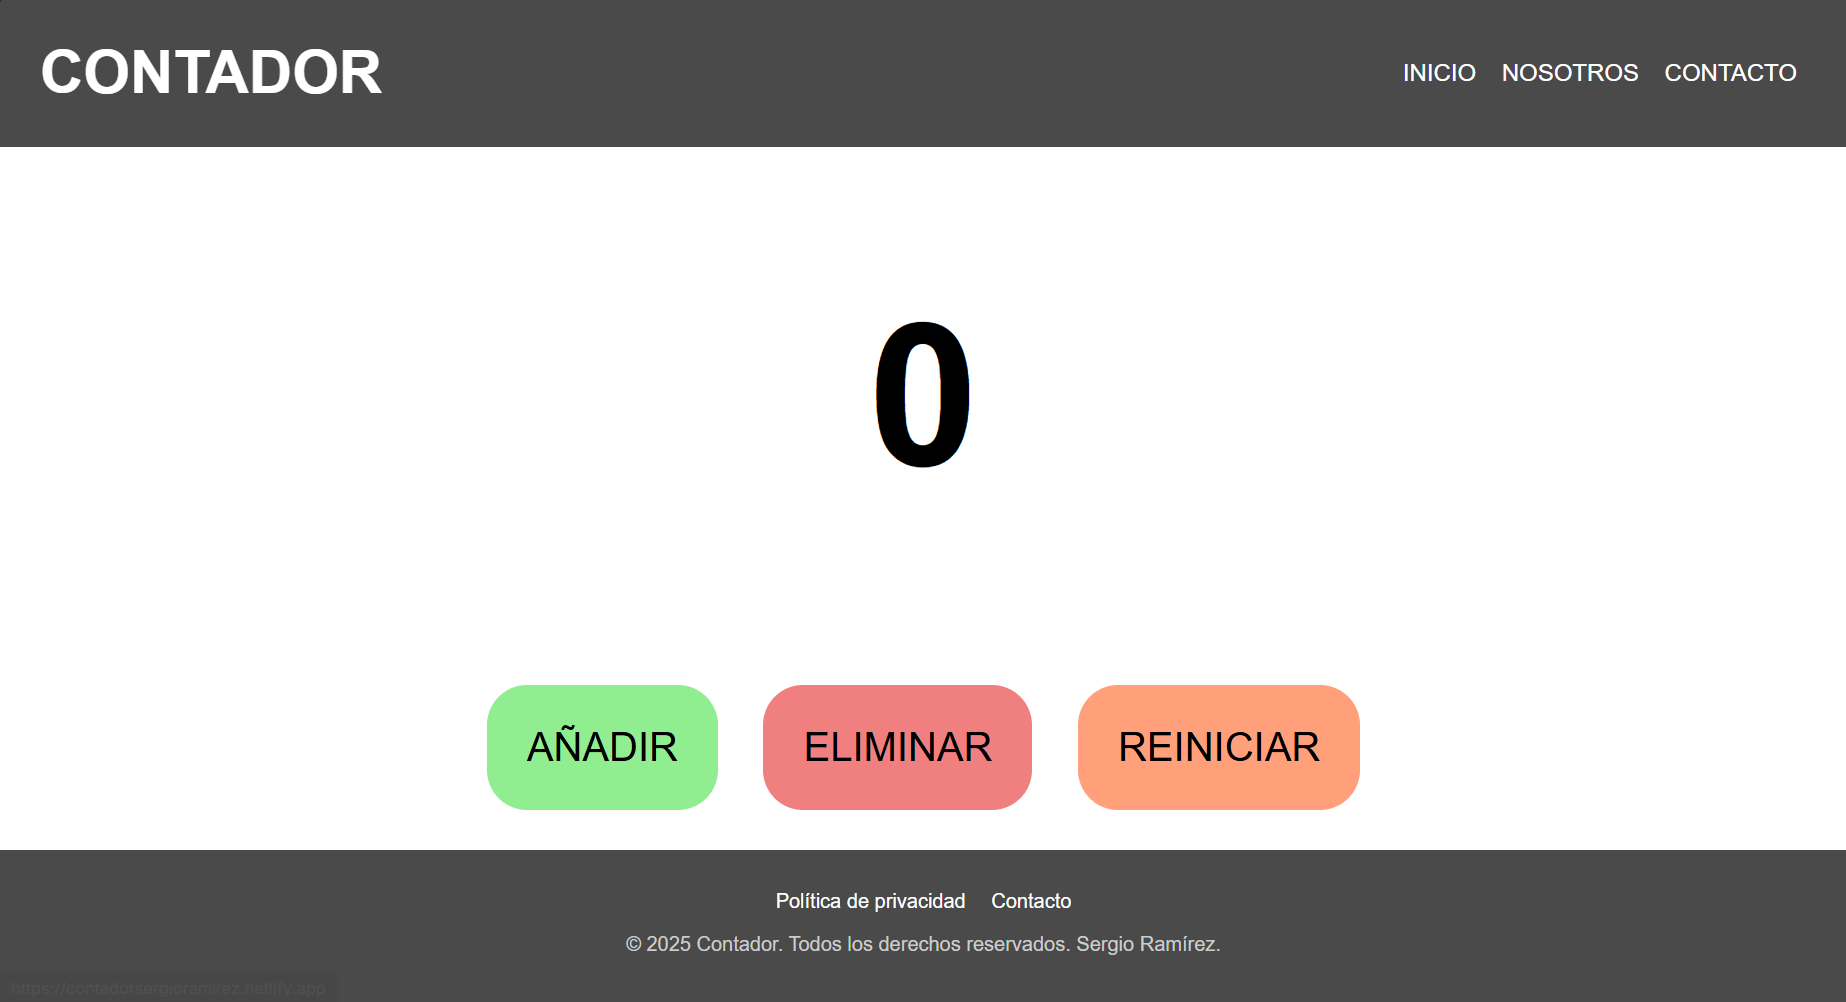 CONTADOR
INICIO NOSOTROS CONTACTO
0
AÑADIR ELIMINAR REINICIAR
Política de privacidad Contacto
© 2025 Contador. Todos los derechos reservados. Sergio Ramírez.
https://contadorsergioramirez.netlify.app